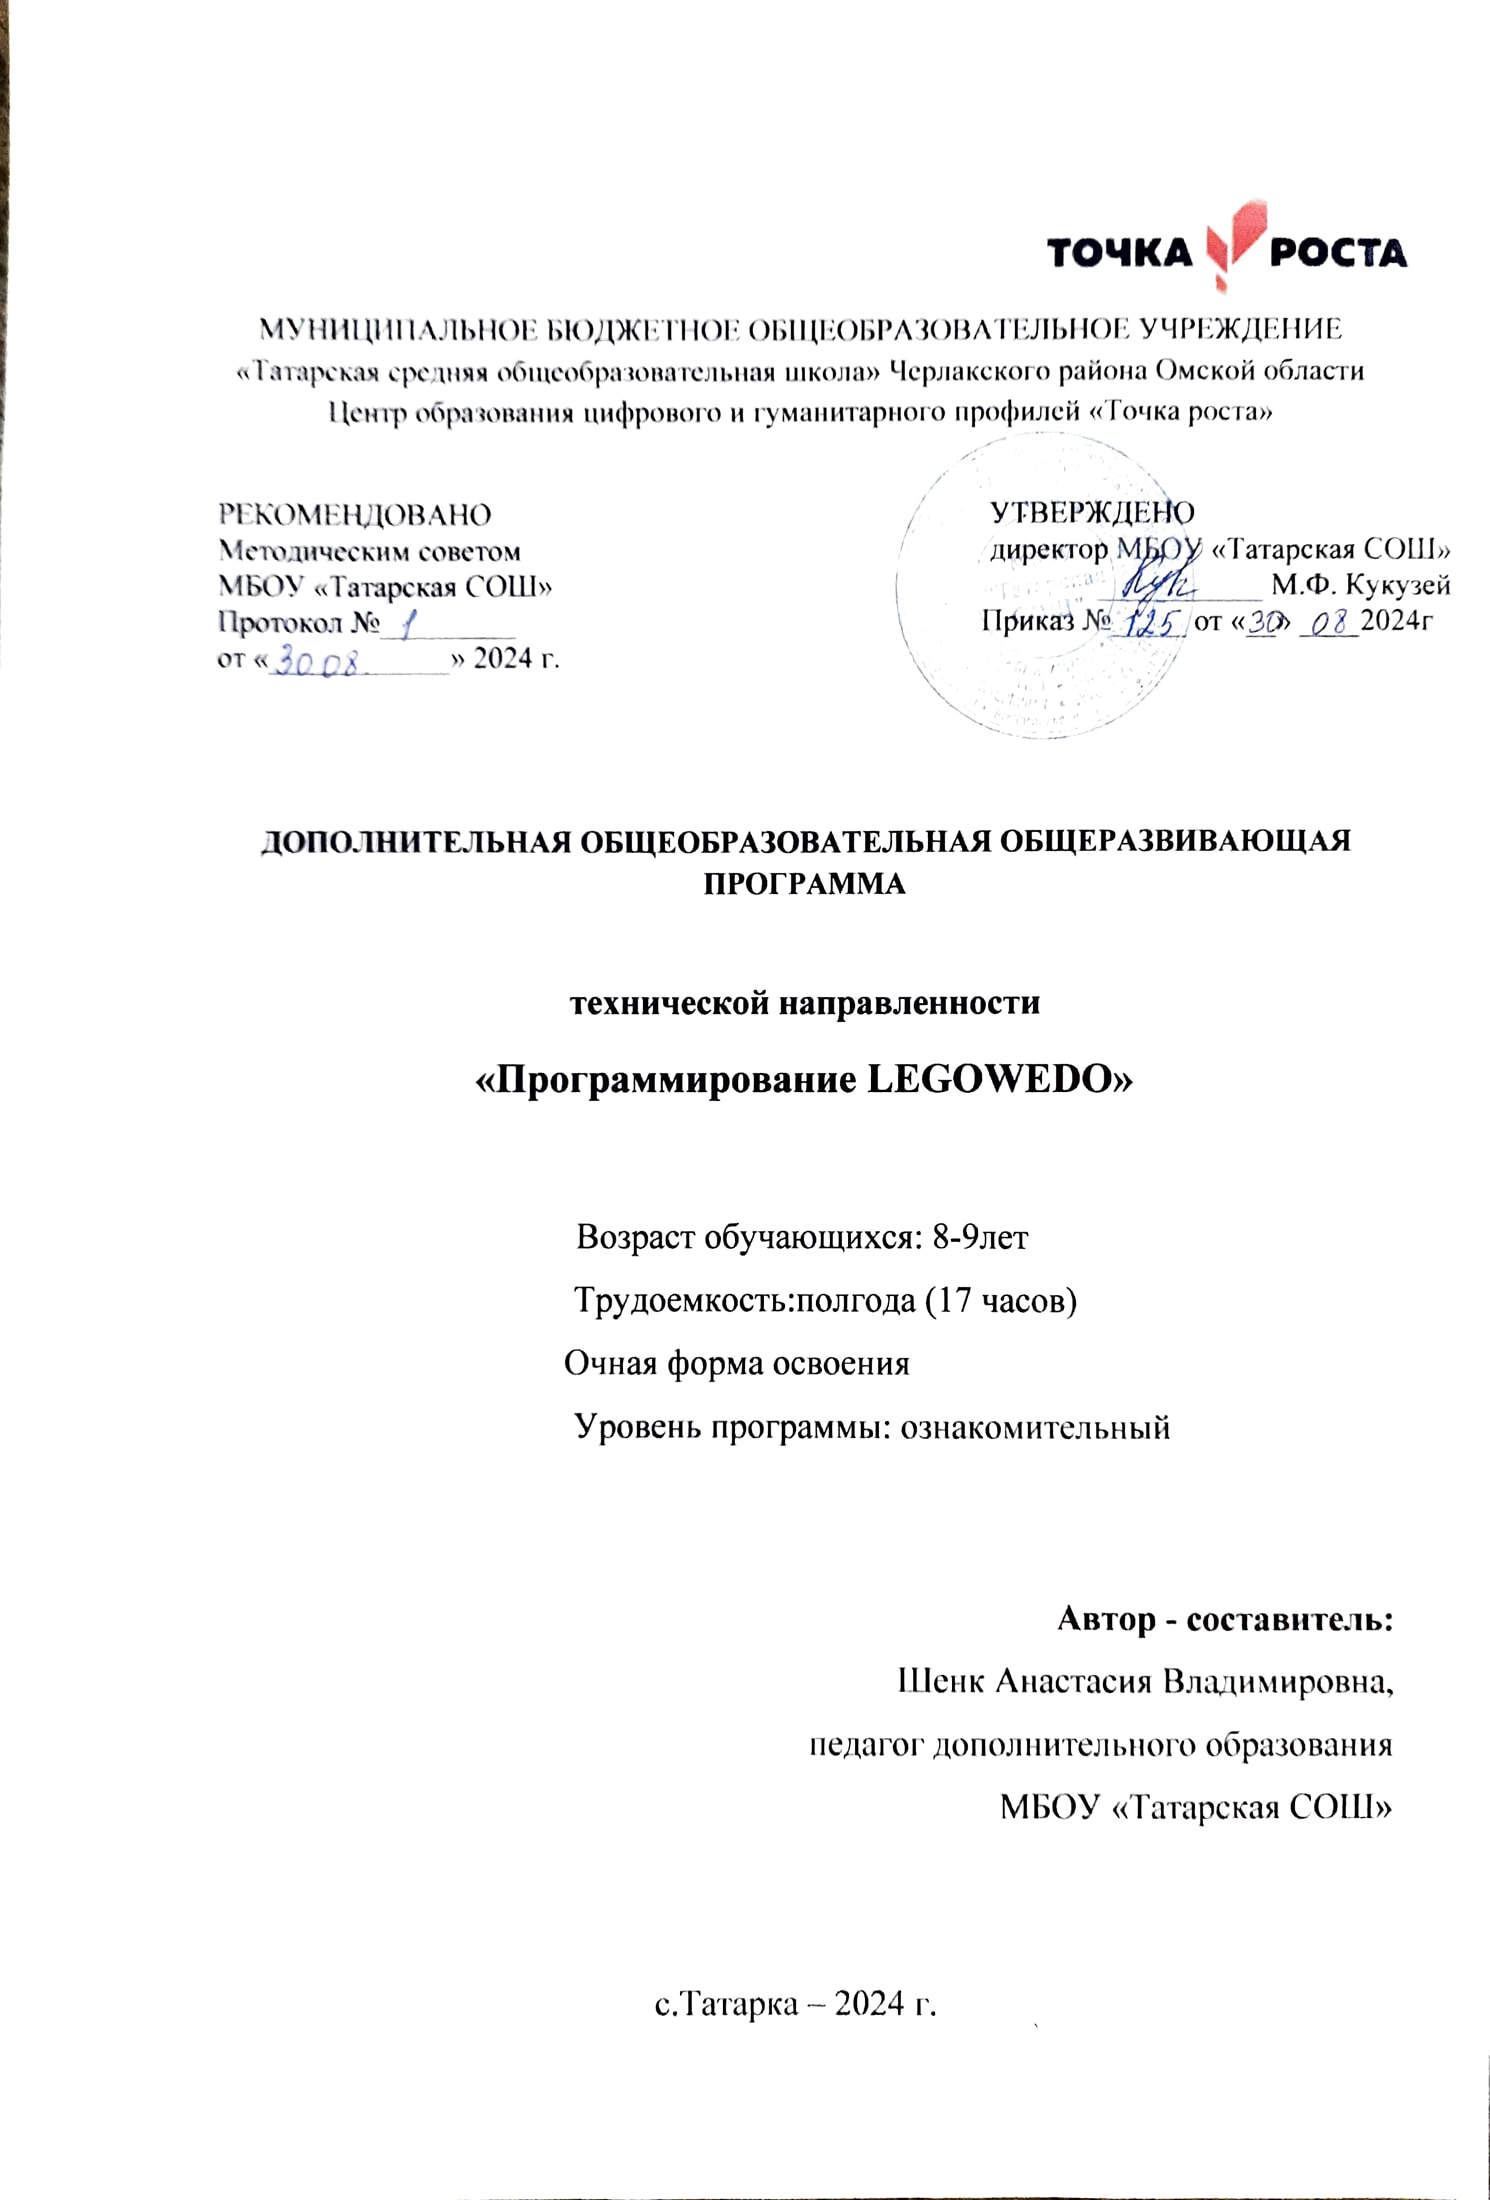 ТОЧКА РОСТА
МУНИЦИПАЛЬНОЕ БЮДЖЕТНОЕ ОБЩЕОБРАЗОВАТЕЛЬНОЕ УЧРЕЖДЕНИЕ
«Татарская средняя общеобразовательная школа» Черлакского района Омской области
Центр образования цифрового и гуманитарного профилей «Точка роста»
РЕКОМЕНДОВАНО
Методическим советом
МБОУ «Татарская СОШ»
Протокол № 1
от «30 08» 2024 г.
УТВЕРЖДЕНО
директор МБОУ «Татарская СОШ»
М.Ф. Кукузей
Приказ № 125 от «30» 08 2024г
ДОПОЛНИТЕЛЬНАЯ ОБЩЕОБРАЗОВАТЕЛЬНАЯ ОБЩЕРАЗВИВАЮЩАЯ
ПРОГРАММА
технической направленности
«Программирование LEGOWEDO»
Возраст обучающихся: 8-9лет
Трудоемкость:полгода (17 часов)
Очная форма освоения
Уровень программы: ознакомительный
Автор - составитель:
Шенк Анастасия Владимировна,
педагог дополнительного образования
МБОУ «Татарская СОШ»
с.Татарка – 2024 г.